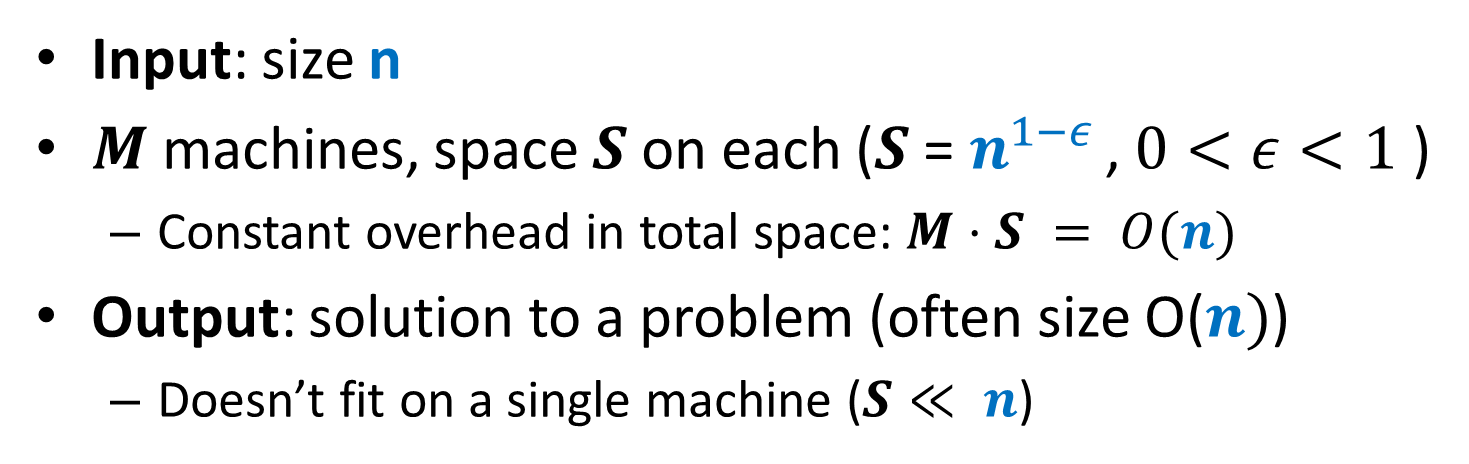 • Input: size n
• M machines, space S on each (S = n^{1−ϵ} , 0 < ϵ < 1 )
– Constant overhead in total space: M · S = O(n)
• Output: solution to a problem (often size O(n))
– Doesn’t fit on a single machine (S ≪ n)